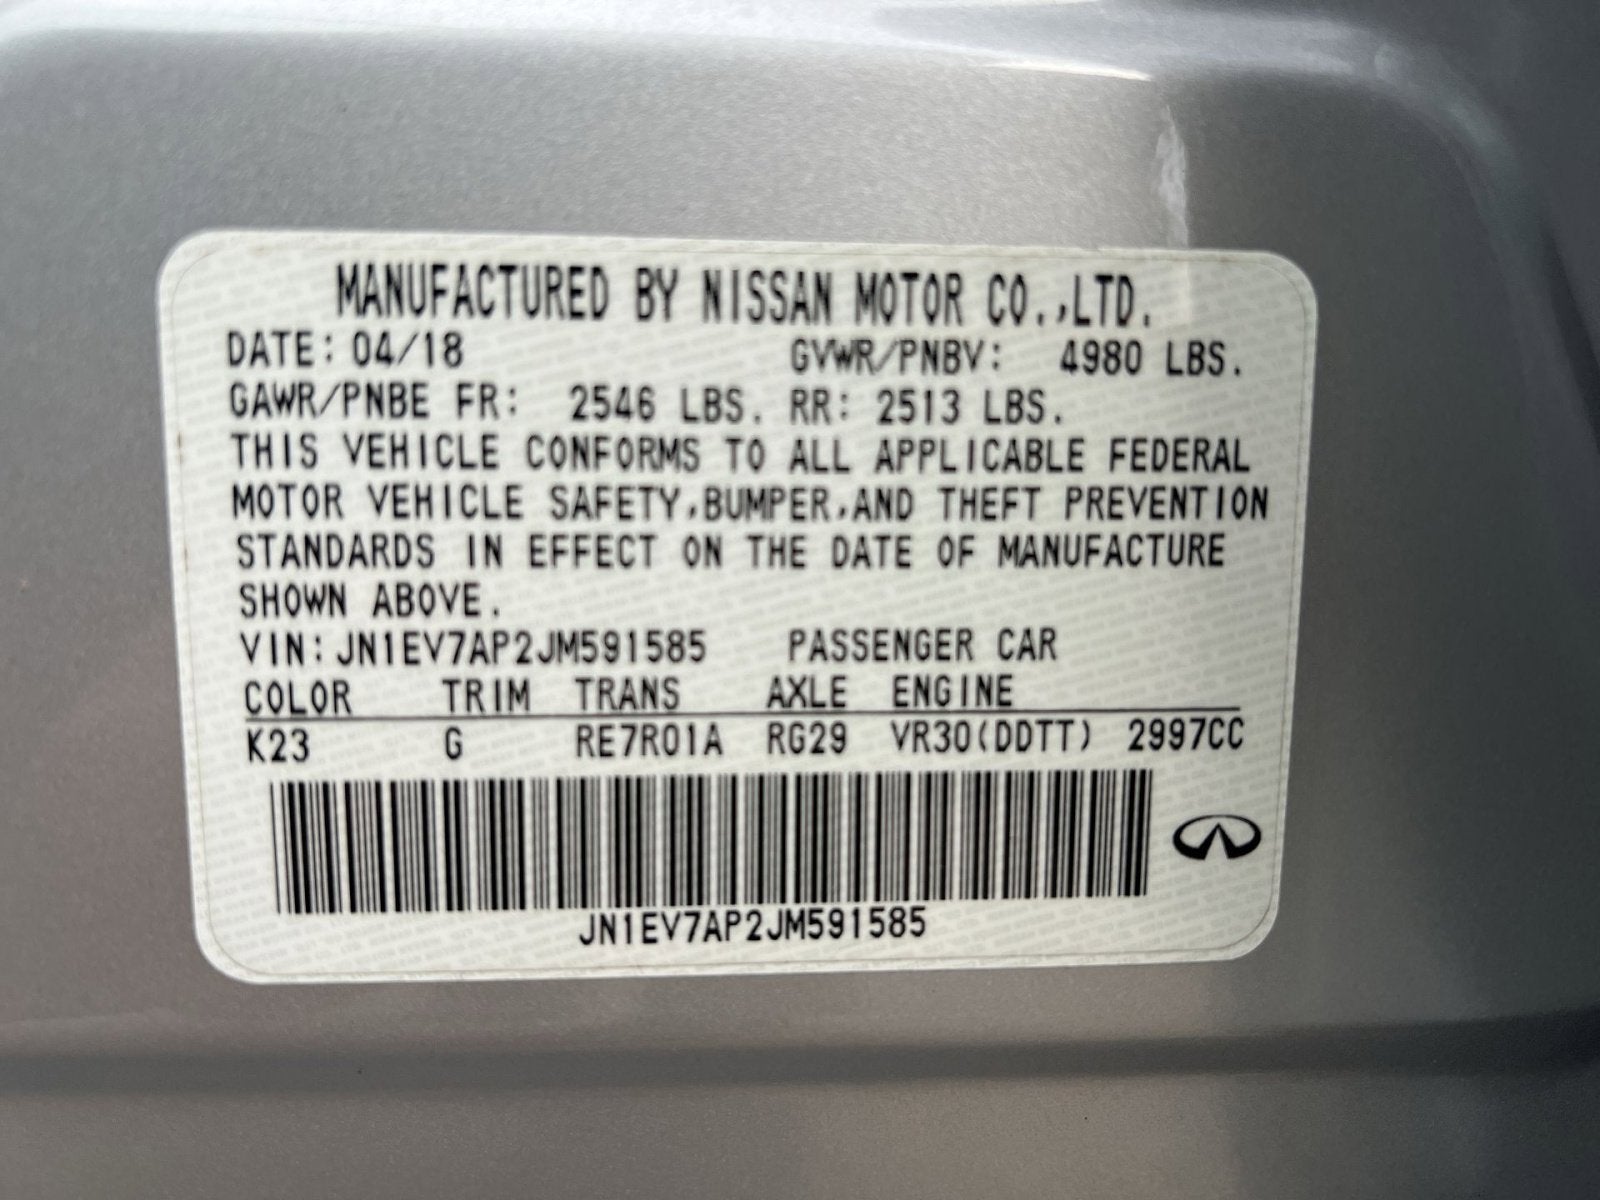 MANUFACTURED BY NISSAN MOTOR CO.,LTD.
DATE: 04/18 GVWR/PNBV: 4980 LBS.
GAWR/PNBE FR: 2546 LBS. RR: 2513 LBS.
THIS VEHICLE CONFORMS TO ALL APPLICABLE FEDERAL
MOTOR VEHICLE SAFETY,BUMPER,AND THEFT PREVENTION
STANDARDS IN EFFECT ON THE DATE OF MANUFACTURE
SHOWN ABOVE.
VIN:JN1EV7AP2JM591585 PASSENGER CAR
COLOR TRIM TRANS AXLE ENGINE
K23 G RE7R01A RG29 VR30(DDTT) 2997CC
JN1EV7AP2JM591585